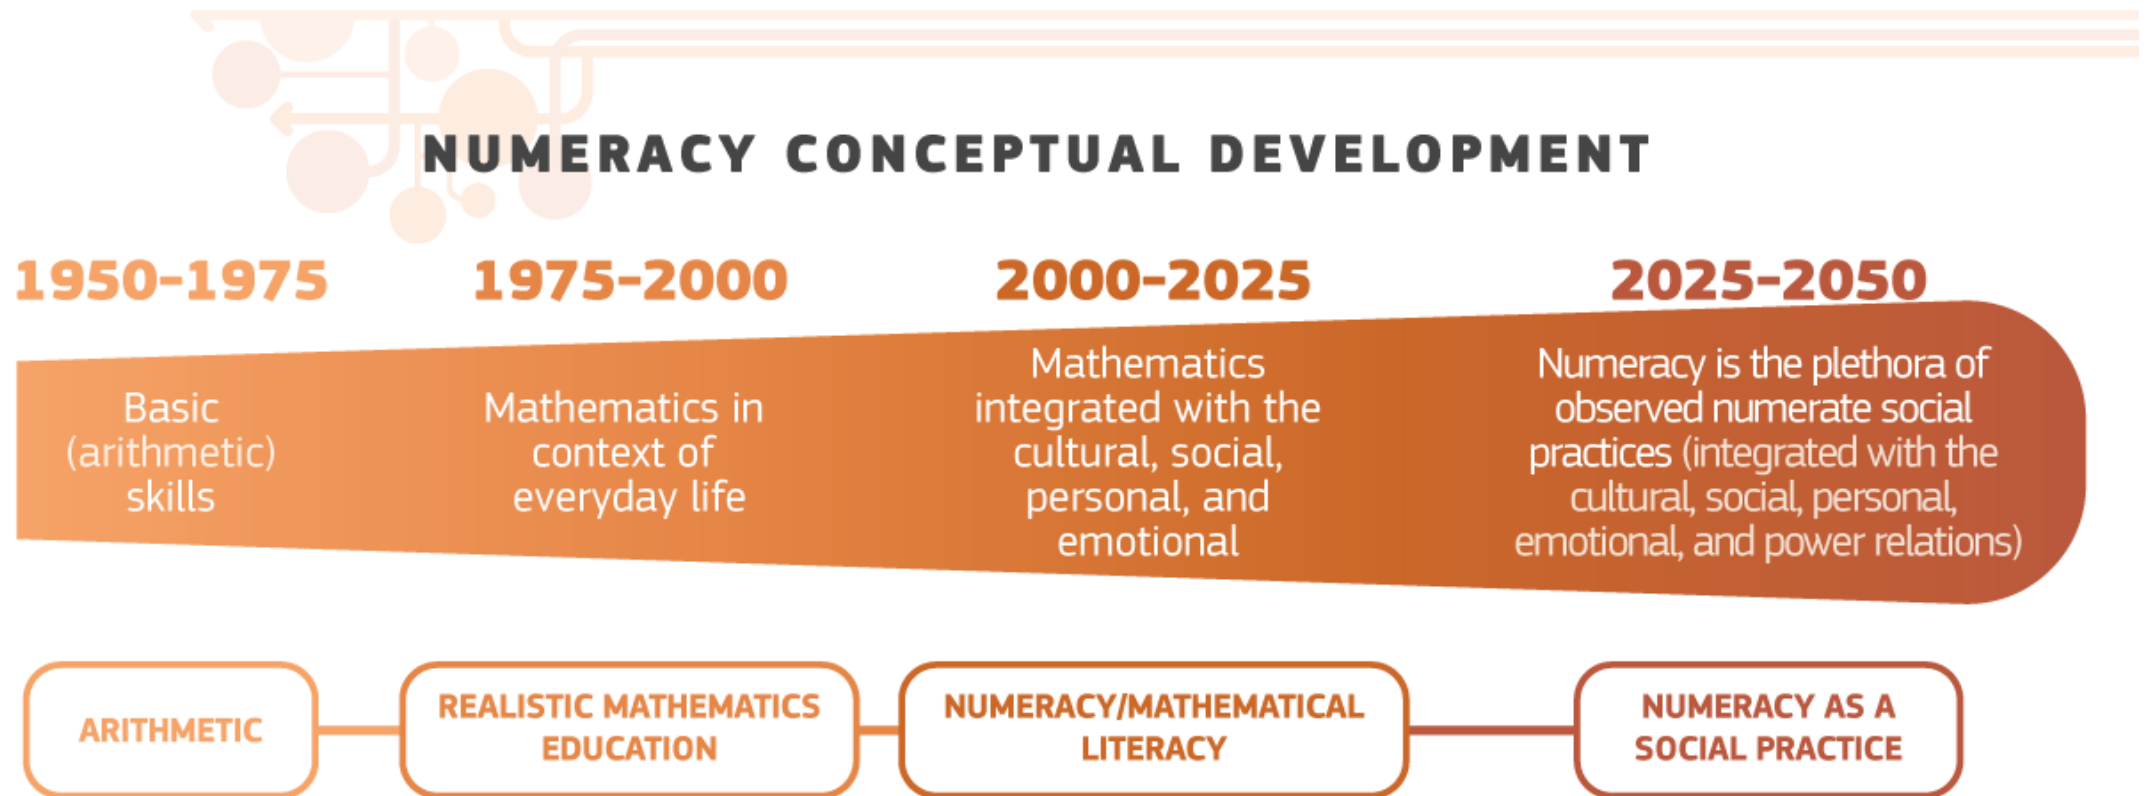 NUMERACY CONCEPTUAL DEVELOPMENT
1950–1975
Basic
(arithmetic)
skills
ARITHMETIC
1975–2000
Mathematics in
context of
everyday life
REALISTIC MATHEMATICS
EDUCATION
2000–2025
Mathematics
integrated with the
cultural, social,
personal, and
emotional
NUMERACY/MATHEMATICAL
LITERACY
2025–2050
Numeracy is the plethora of
observed numerate social
practices (integrated with the
cultural, social, personal,
emotional, and power relations)
NUMERACY AS A
SOCIAL PRACTICE